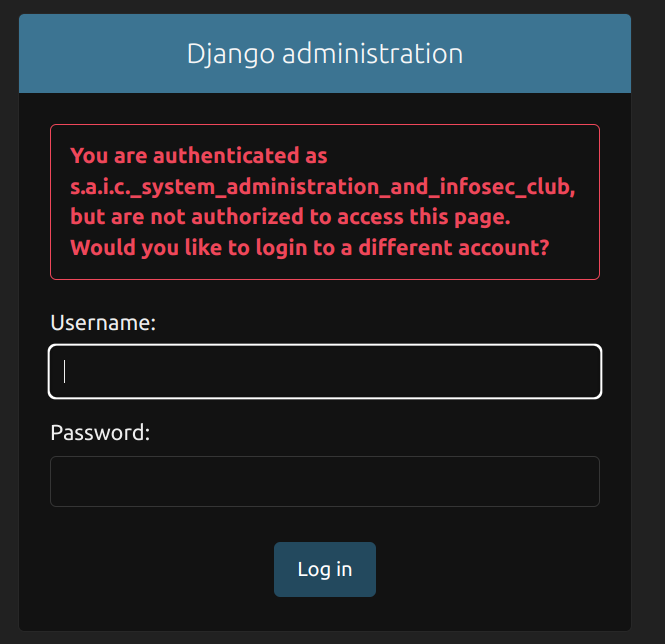 Django administration
You are authenticated as
s.a.i.c._system_administration_and_infosec_club,
but are not authorized to access this page.
Would you like to login to a different account?
Username:
Password:
Log in